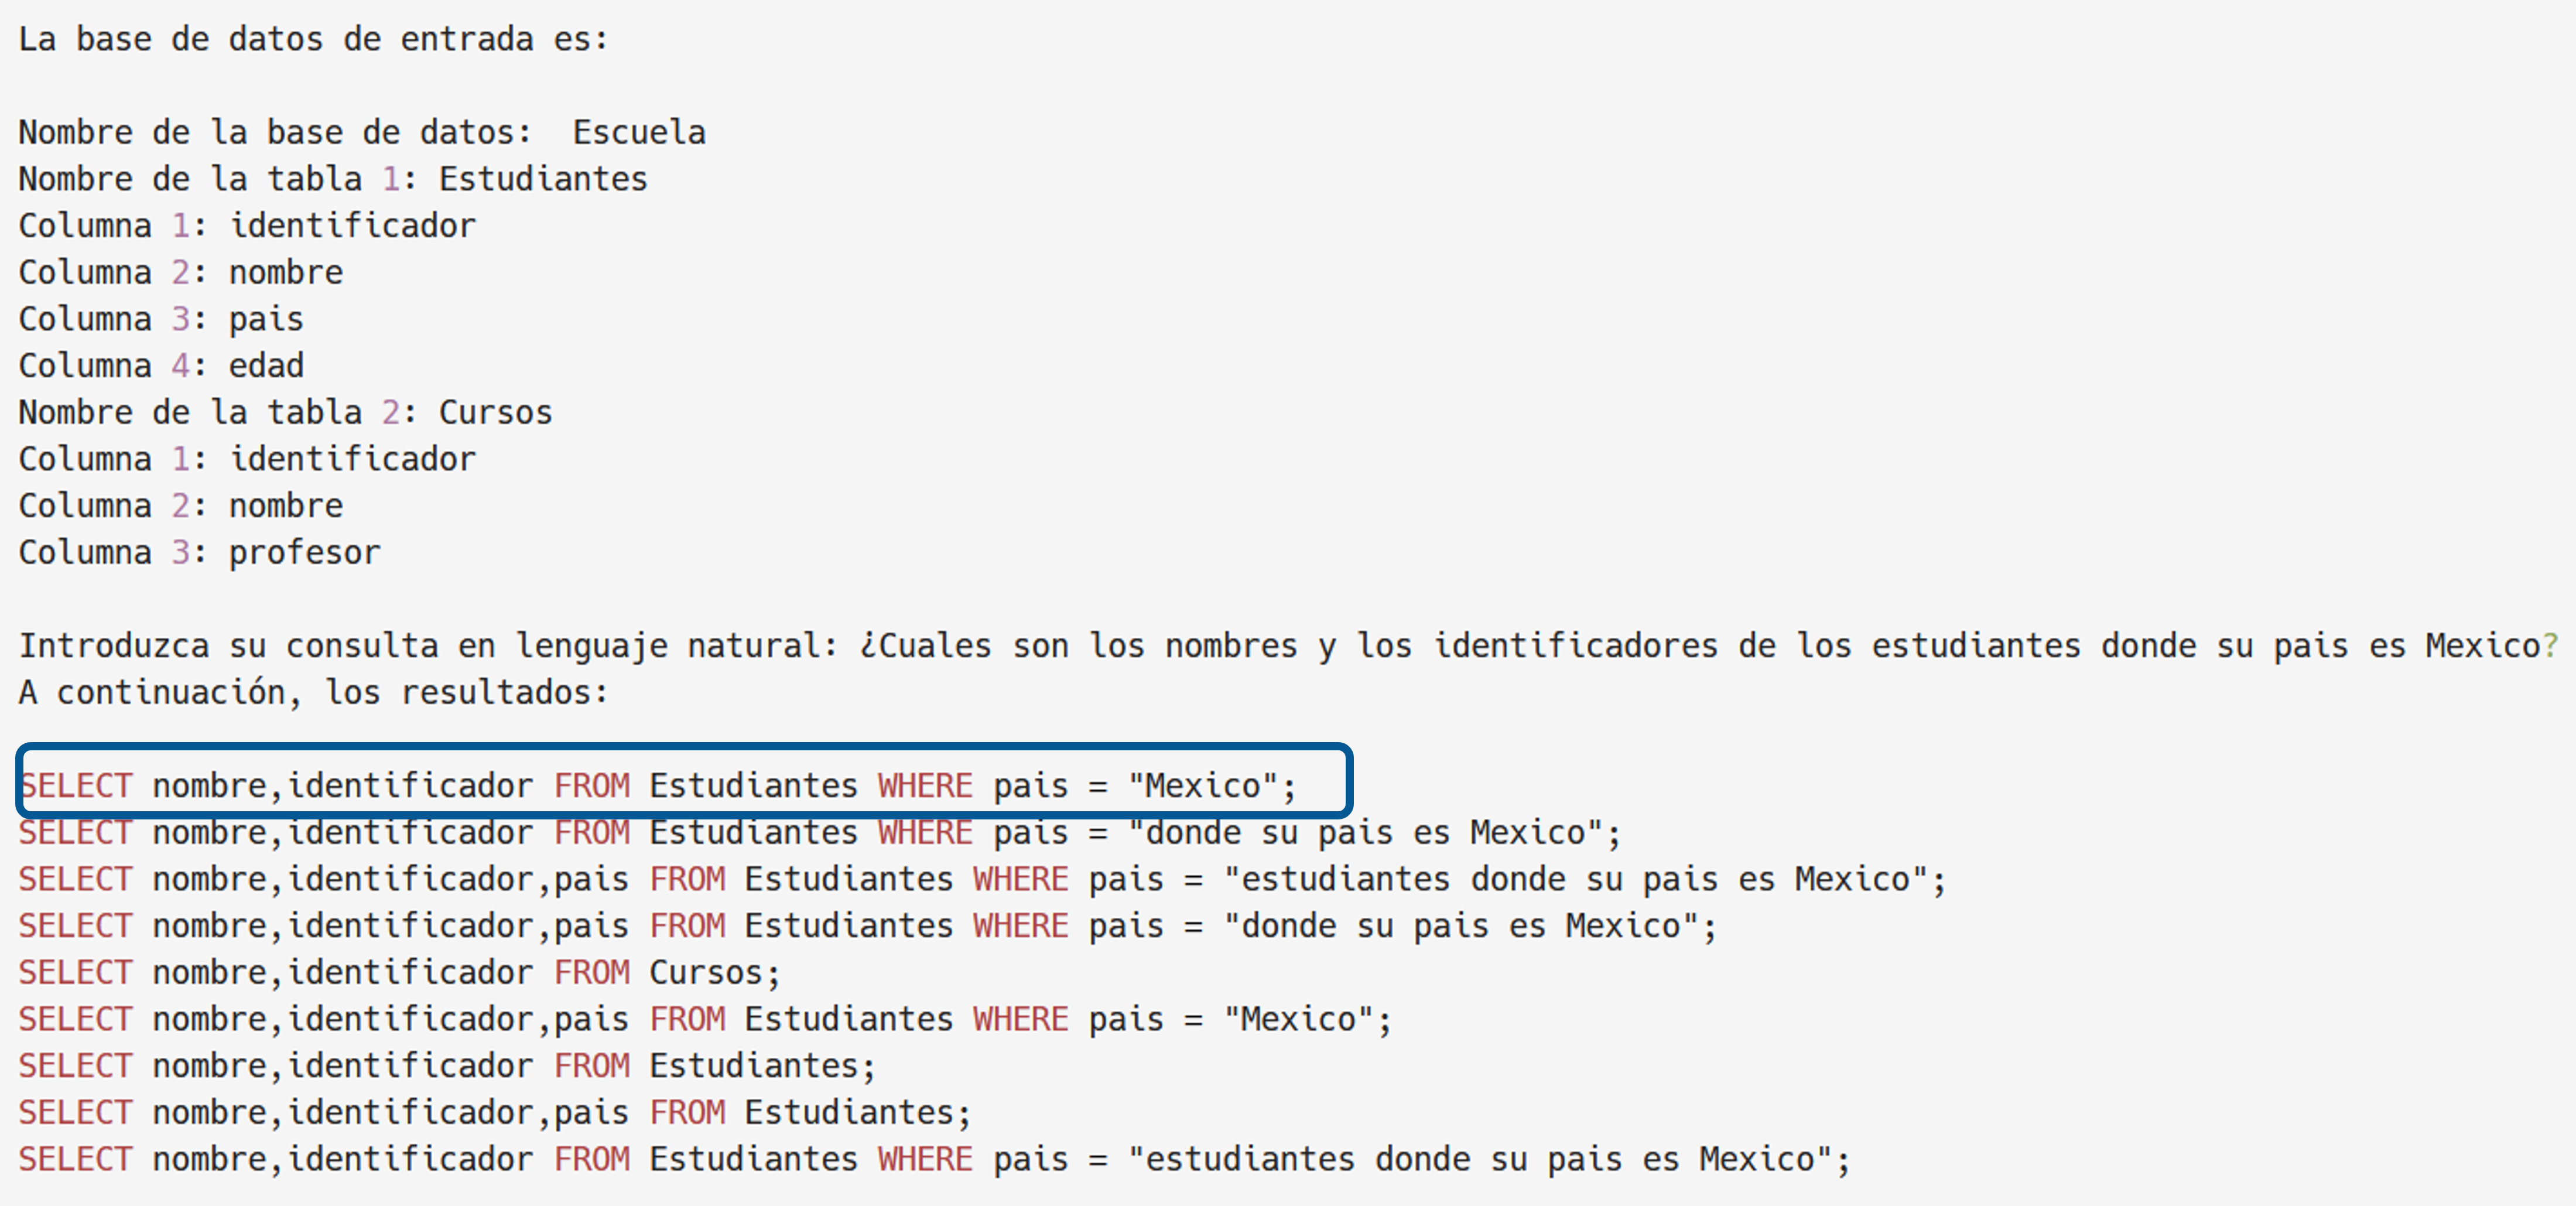 La base de datos de entrada es:
Nombre de la base de datos:  Escuela
Nombre de la tabla 1: Estudiantes
Columna 1: identificador
Columna 2: nombre
Columna 3: pais
Columna 4: edad
Nombre de la tabla 2: Cursos
Columna 1: identificador
Columna 2: nombre
Columna 3: profesor
Introduzca su consulta en lenguaje natural: ¿Cuales son los nombres y los identificadores de los estudiantes donde su pais es Mexico?
A continuación, los resultados:
SELECT nombre,identificador FROM Estudiantes WHERE pais = "Mexico";
SELECT nombre,identificador FROM Estudiantes WHERE pais = "donde su pais es Mexico";
SELECT nombre,identificador,pais FROM Estudiantes WHERE pais = "estudiantes donde su pais es Mexico";
SELECT nombre,identificador,pais FROM Estudiantes WHERE pais = "donde su pais es Mexico";
SELECT nombre,identificador FROM Cursos;
SELECT nombre,identificador,pais FROM Estudiantes WHERE pais = "Mexico";
SELECT nombre,identificador FROM Estudiantes;
SELECT nombre,identificador,pais FROM Estudiantes;
SELECT nombre,identificador FROM Estudiantes WHERE pais = "estudiantes donde su pais es Mexico";